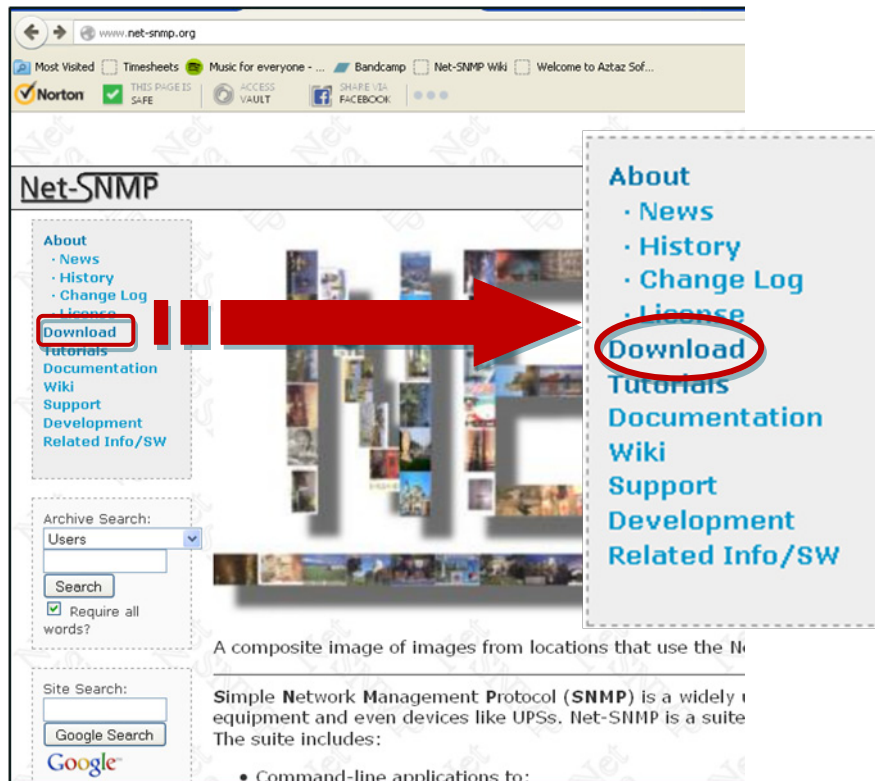 www.net-snmp.org
Most Visited Timesheets Music for everyone - ... Bandcamp Net-SNMP Wiki Welcome to Aztaz Sof...
Norton THIS PAGE IS SAFE ACCESS VAULT SHARE VIA FACEBOOK
Net-SNMP
About
· News
· History
· Change Log
· License
Download
Tutorials
Documentation
Wiki
Support
Development
Related Info/SW
About
· News
· History
· Change Log
· License
Download
Tutorials
Documentation
Wiki
Support
Development
Related Info/SW
Archive Search:
Users
Search
Require all
words?
A composite image of images from locations that use the
Site Search:
Google Search
Google
Simple Network Management Protocol (SNMP) is a widely
equipment and even devices like UPSs. Net-SNMP is a suite
The suite includes:
• Command-line applications to: